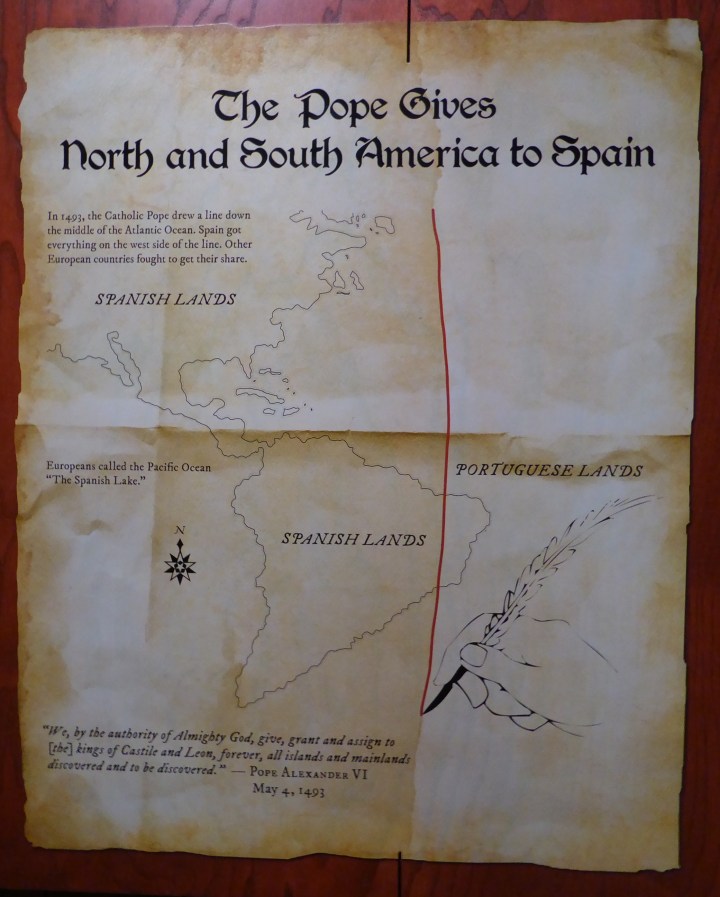 The Pope Gives
North and South America to Spain
In 1493, the Catholic Pope drew a line down
the middle of the Atlantic Ocean. Spain got
everything on the west side of the line. Other
European countries fought to get their share.
SPANISH LANDS
Europeans called the Pacific Ocean
"The Spanish Lake."
PORTUGUESE LANDS
N
SPANISH LANDS
"We, by the authority of Almighty God, give, grant and assign to
[the] kings of Castile and Leon, forever, all islands and mainlands
discovered and to be discovered." — POPE ALEXANDER VI
May 4, 1493